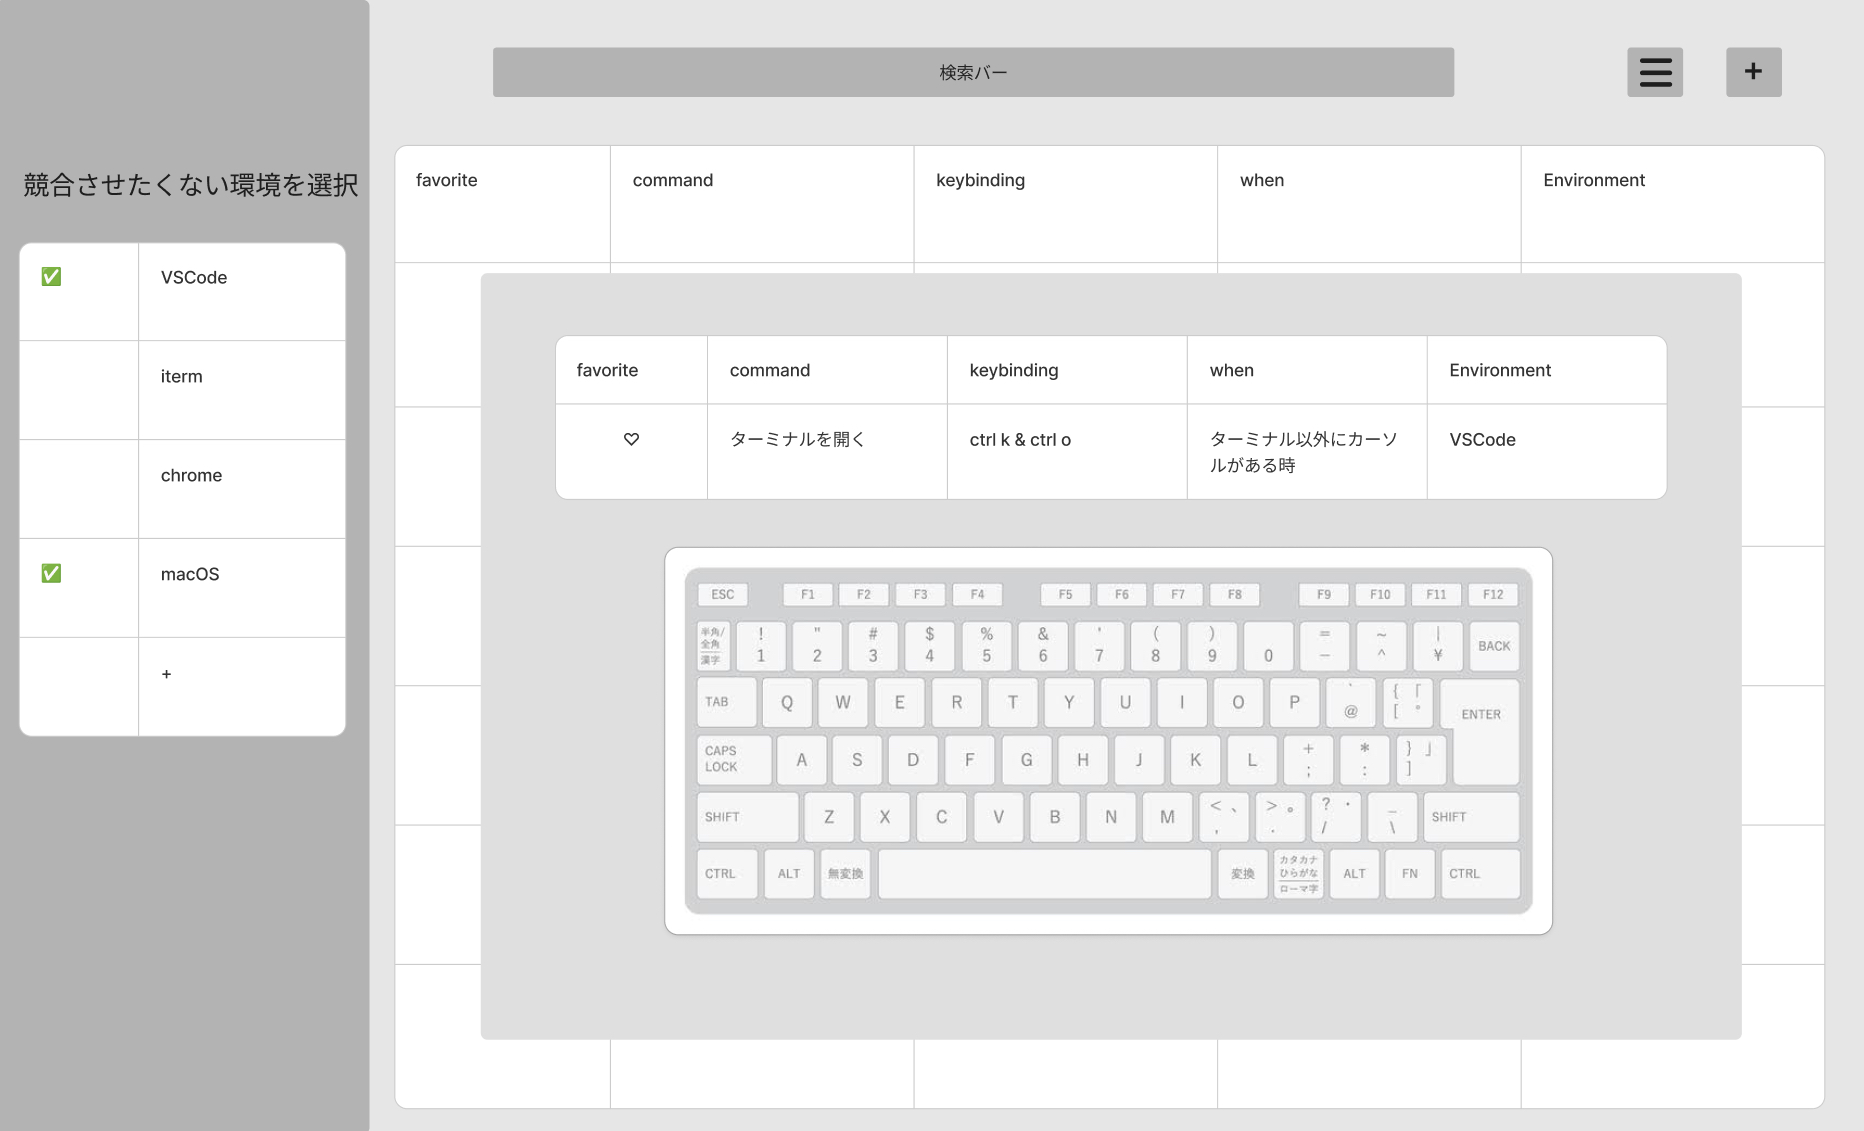 検索バー
+
競合させたくない環境を選択
✅ VSCode
iterm
chrome
✅ macOS
+
favorite command keybinding when Environment
favorite command keybinding when Environment
♡ ターミナルを開く ctrl k & ctrl o ターミナル以外にカーソ VSCode
ルがある時
ESC F1 F2 F3 F4 F5 F6 F7 F8 F9 F10 F11 F12
半角/
全角
漢字
! " # $ % & ' ( ) = ~ |
1 2 3 4 5 6 7 8 9 0 - ^ ¥ BACK
TAB Q W E R T Y U I O P ` @ { 「 [ ° ENTER
CAPS
LOCK
A S D F G H J K L + ; * : } 」 ]
SHIFT Z X C V B N M < 、 , > 。 . ? ・ / _ \ SHIFT
CTRL ALT 無変換 変換
カタカナ
ひらがな
ローマ字
ALT FN CTRL